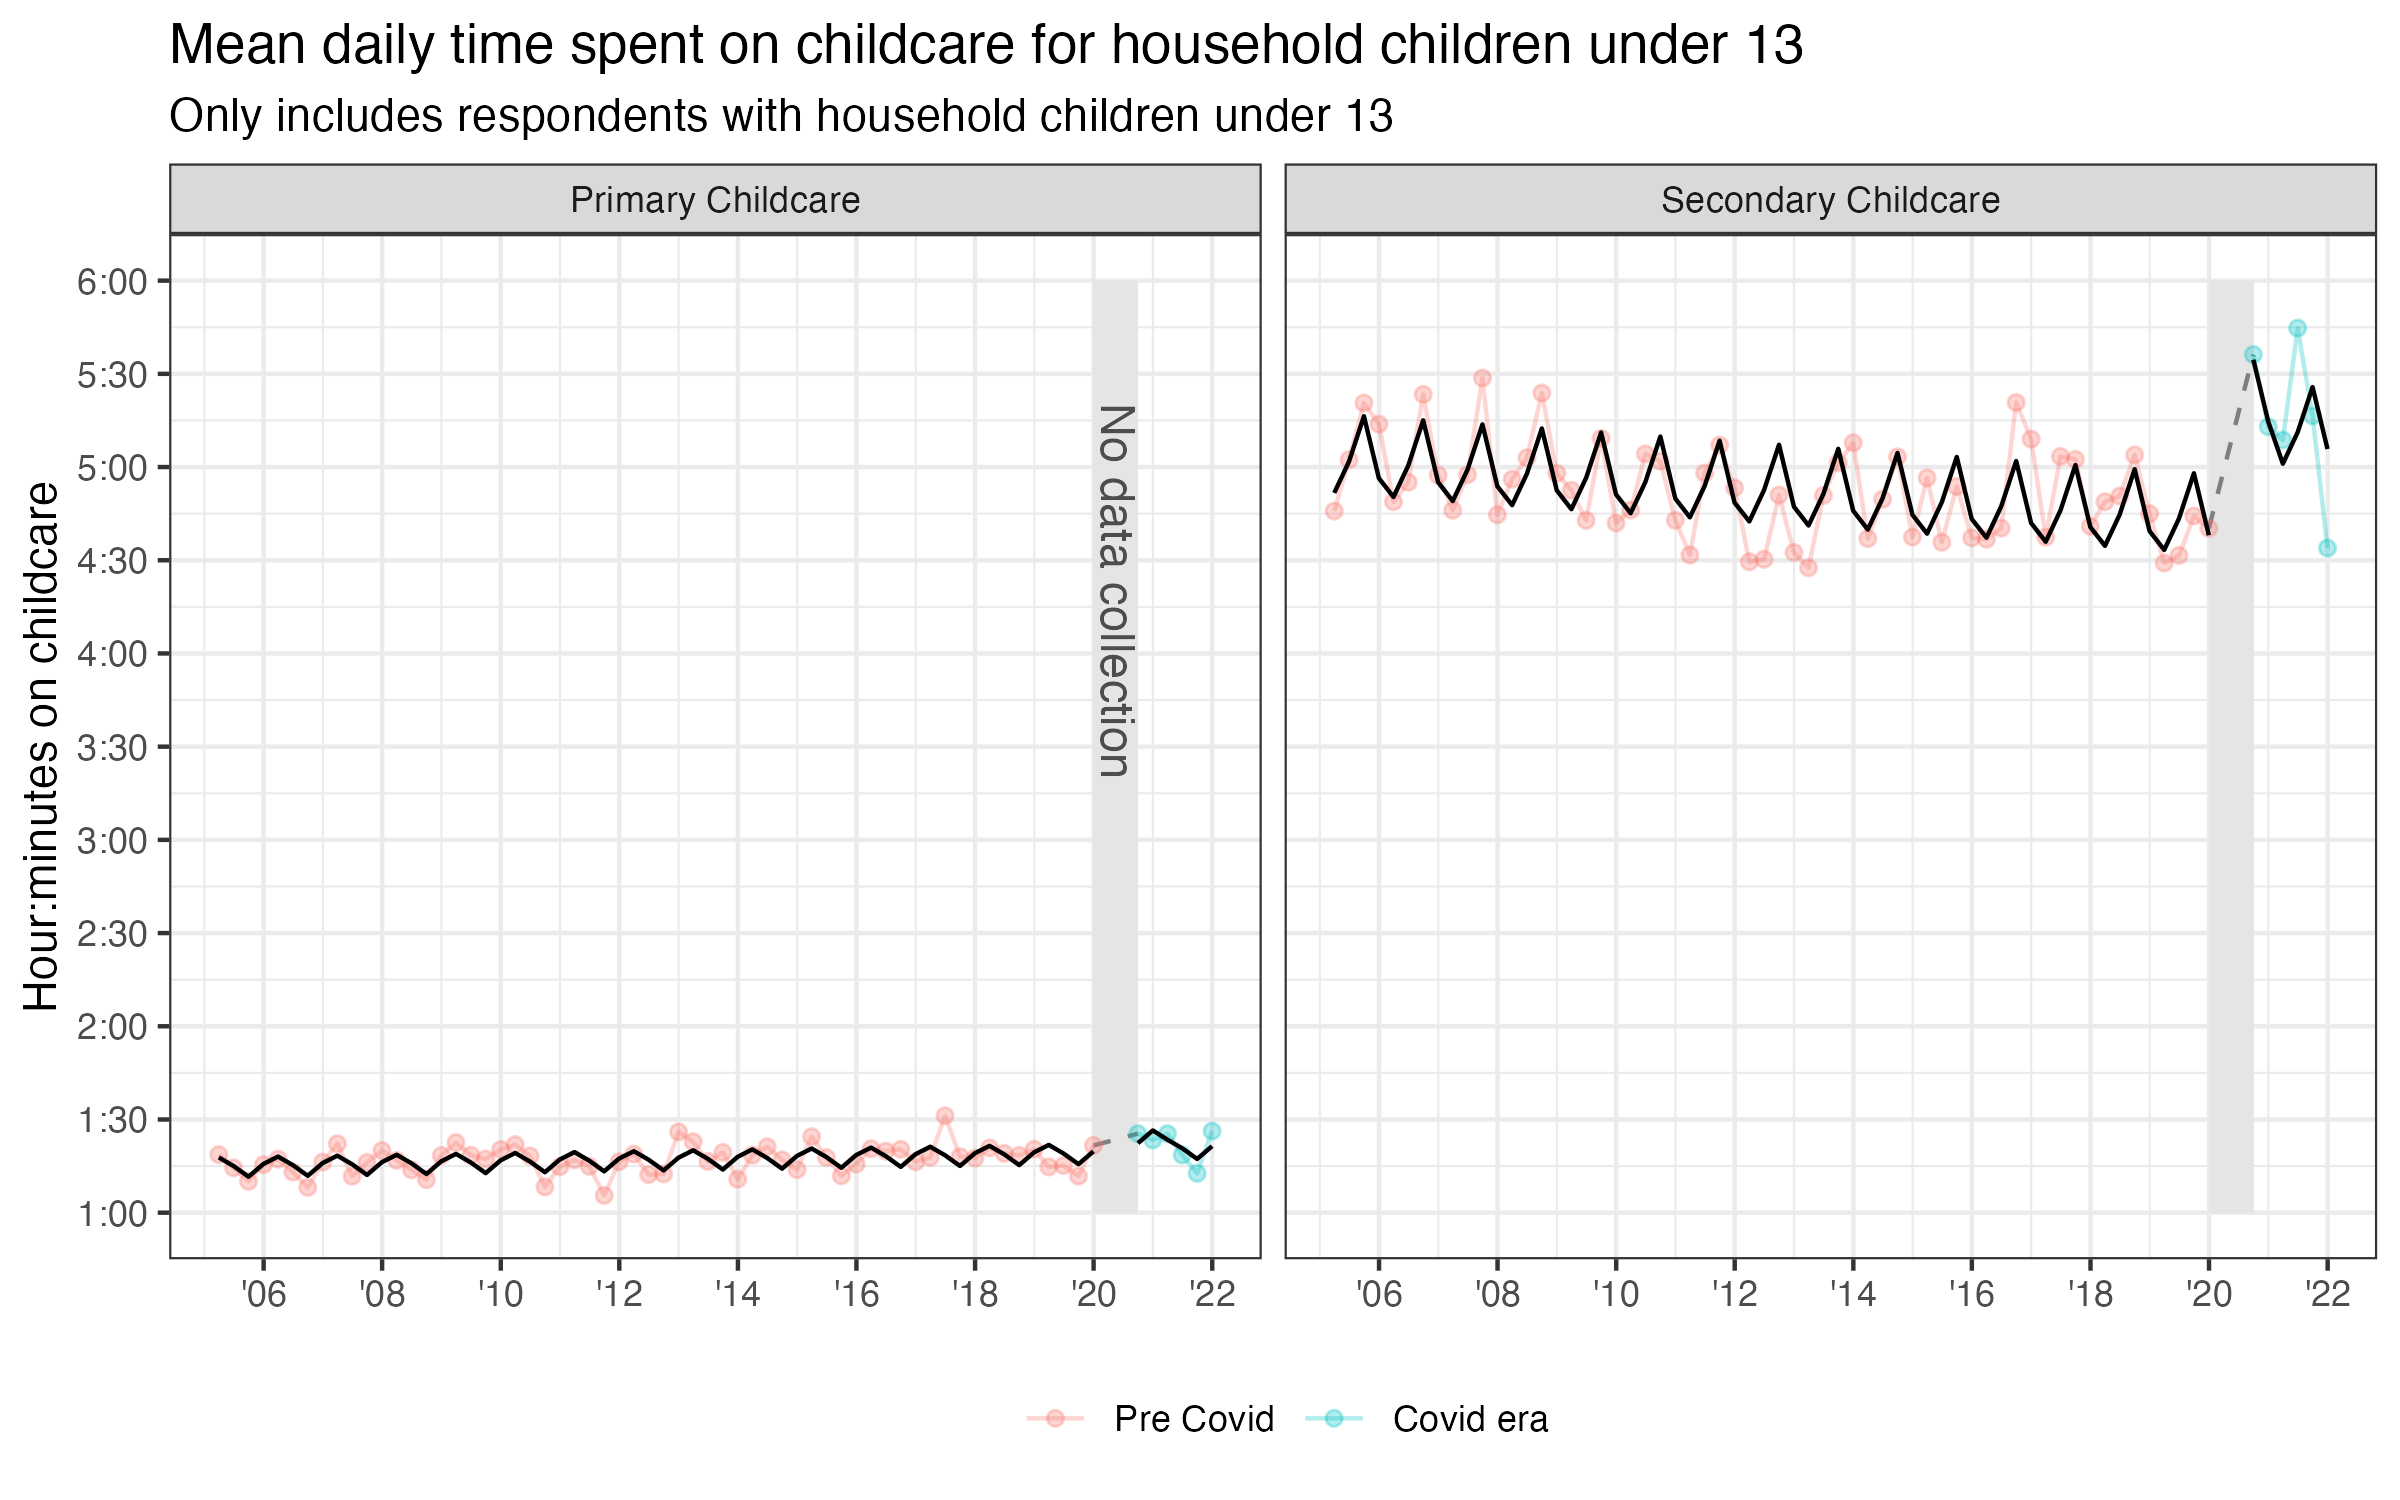 Mean daily time spent on childcare for household children under 13
Only includes respondents with household children under 13
Primary Childcare
Secondary Childcare
Hour:minutes on childcare
6:00
5:30
5:00
4:30
4:00
3:30
3:00
2:30
2:00
1:30
1:00
No data collection
'06 '08 '10 '12 '14 '16 '18 '20 '22
'06 '08 '10 '12 '14 '16 '18 '20 '22
Pre Covid
Covid era